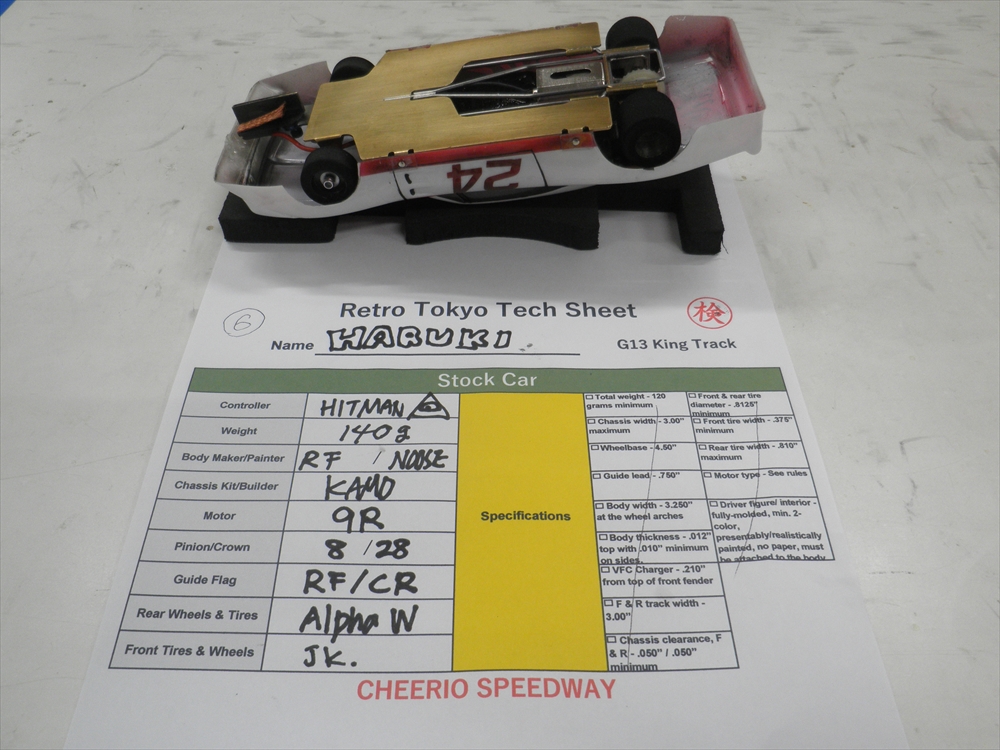 24
6
Retro Tokyo Tech Sheet
検
Name HARUKI
G13 King Track
Stock Car
Controller HITMAN
Weight 140g
Body Maker/Painter RF / NOOSE
Chassis Kit/Builder KAMO
Motor 9R
Pinion/Crown 8 / 28
Guide Flag RF/CR
Rear Wheels & Tires Alpha W
Front Tires & Wheels JK.
Specifications
Total weight - 120
grams minimum
Front & rear tire
diameter - .8125"
minimum
Chassis width - 3.00"
maximum
Front tire width - .375"
minimum
Wheelbase - 4.50"
Rear tire width - .810"
maximum
Guide lead - .750"
Motor type - See rules
Body width - 3.250"
at the wheel arches
Driver figure/ interior -
fully-molded, min. 2-
color,
presentably/realistically
painted, no paper, must
be attached to the body
Body thickness - .012"
top with .010" minimum
on sides.
VFC Charger - .210"
from top of front fender
F & R track width -
3.00"
Chassis clearance, F
& R - .050" / .050"
minimum
CHEERIO SPEEDWAY